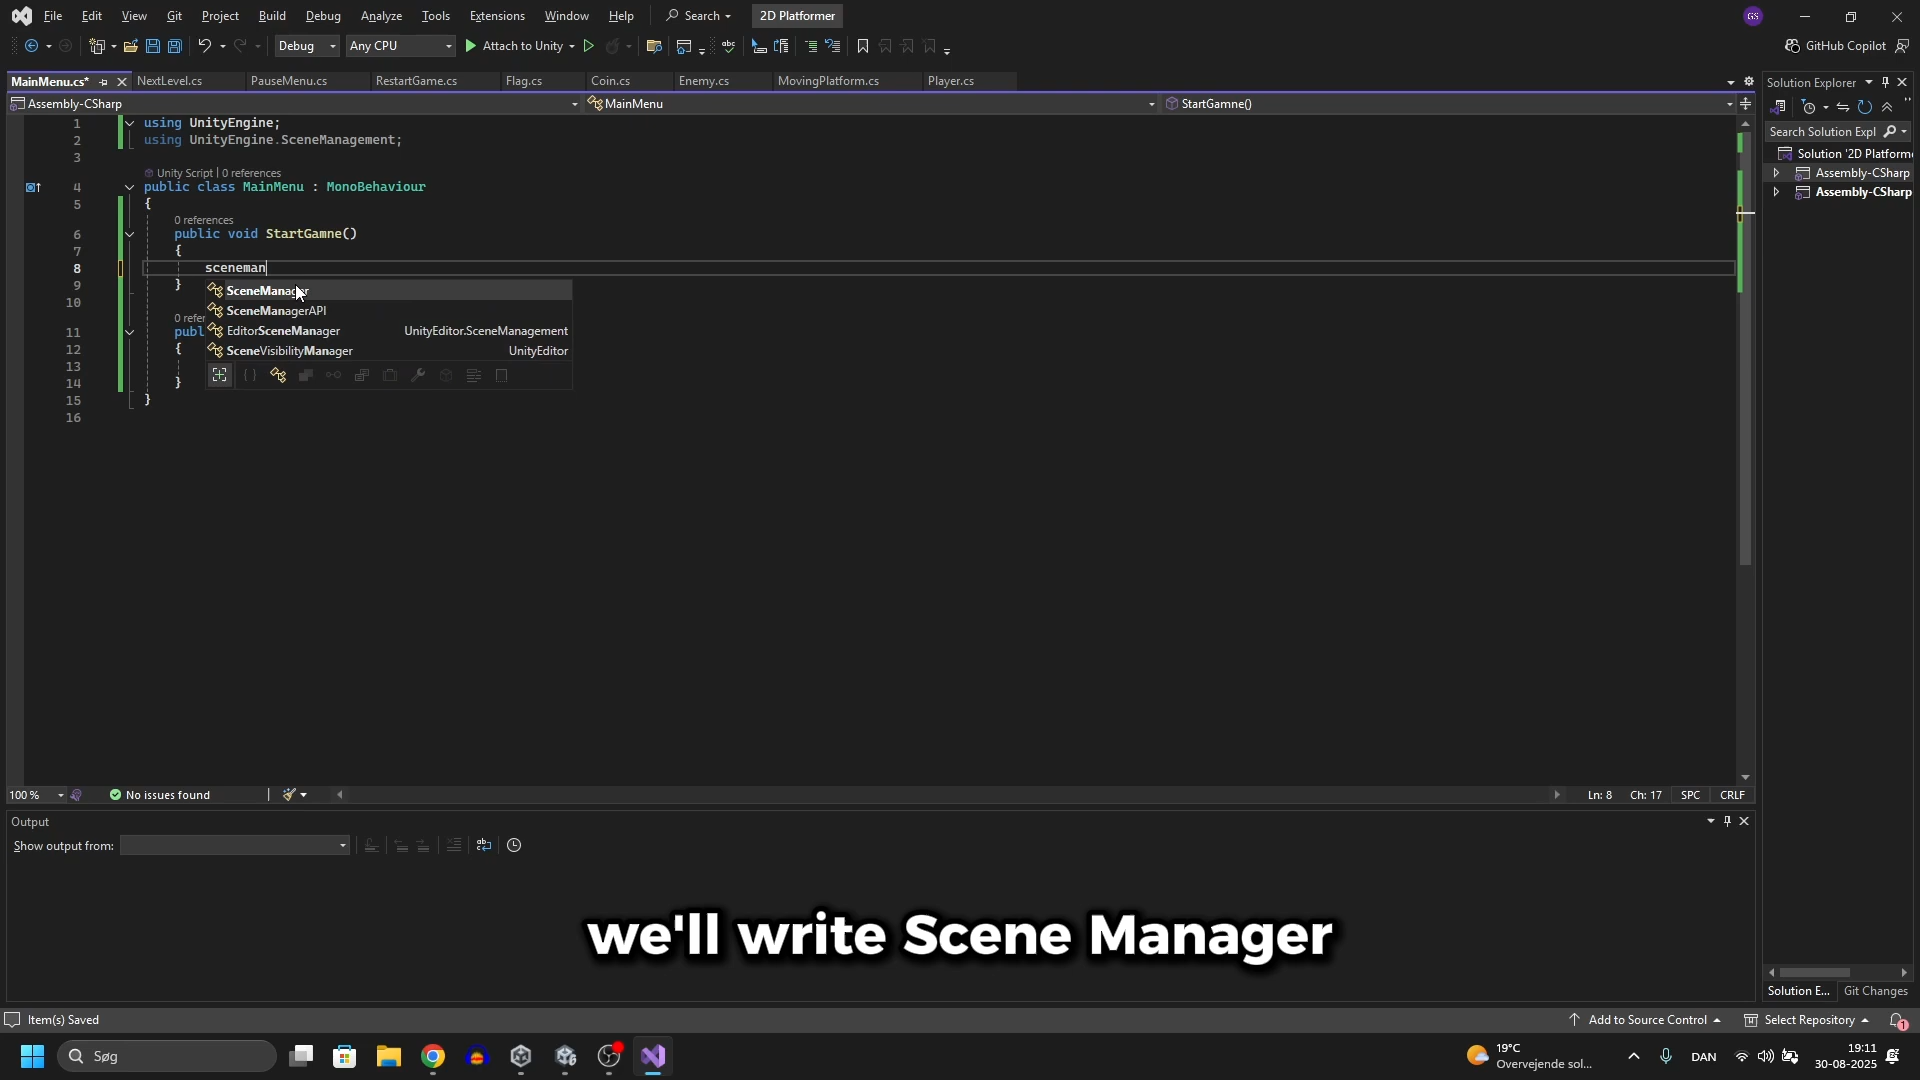 File Edit View Git Project Build Debug Analyze Tools Extensions Window Help Search 2D Platformer GS
Debug Any CPU Attach to Unity GitHub Copilot
MainMenu.cs* NextLevel.cs PauseMenu.cs RestartGame.cs Flag.cs Coin.cs Enemy.cs MovingPlatform.cs Player.cs
Solution Explorer
Assembly-CSharp MainMenu StartGamne()
Search Solution Expl
Solution '2D Platforme
Assembly-CSharp
Assembly-CSharp
1 using UnityEngine;
2 using UnityEngine.SceneManagement;
3
Unity Script | 0 references
4 public class MainMenu : MonoBehaviour
5 {
0 references
6 public void StartGamne()
7 {
8 sceneman
9 }
SceneManager
10
SceneManagerAPI
0 refer
11 publ
EditorSceneManager UnityEditor.SceneManagement
12 {
SceneVisibilityManager UnityEditor
13
14 }
15 }
16
100 % No issues found Ln: 8 Ch: 17 SPC CRLF
Output
Show output from:
we'll write Scene Manager
Solution E... Git Changes
Item(s) Saved Add to Source Control Select Repository 1
Søg
19°C
Overvejende sol...
DAN
19:11
30-08-2025